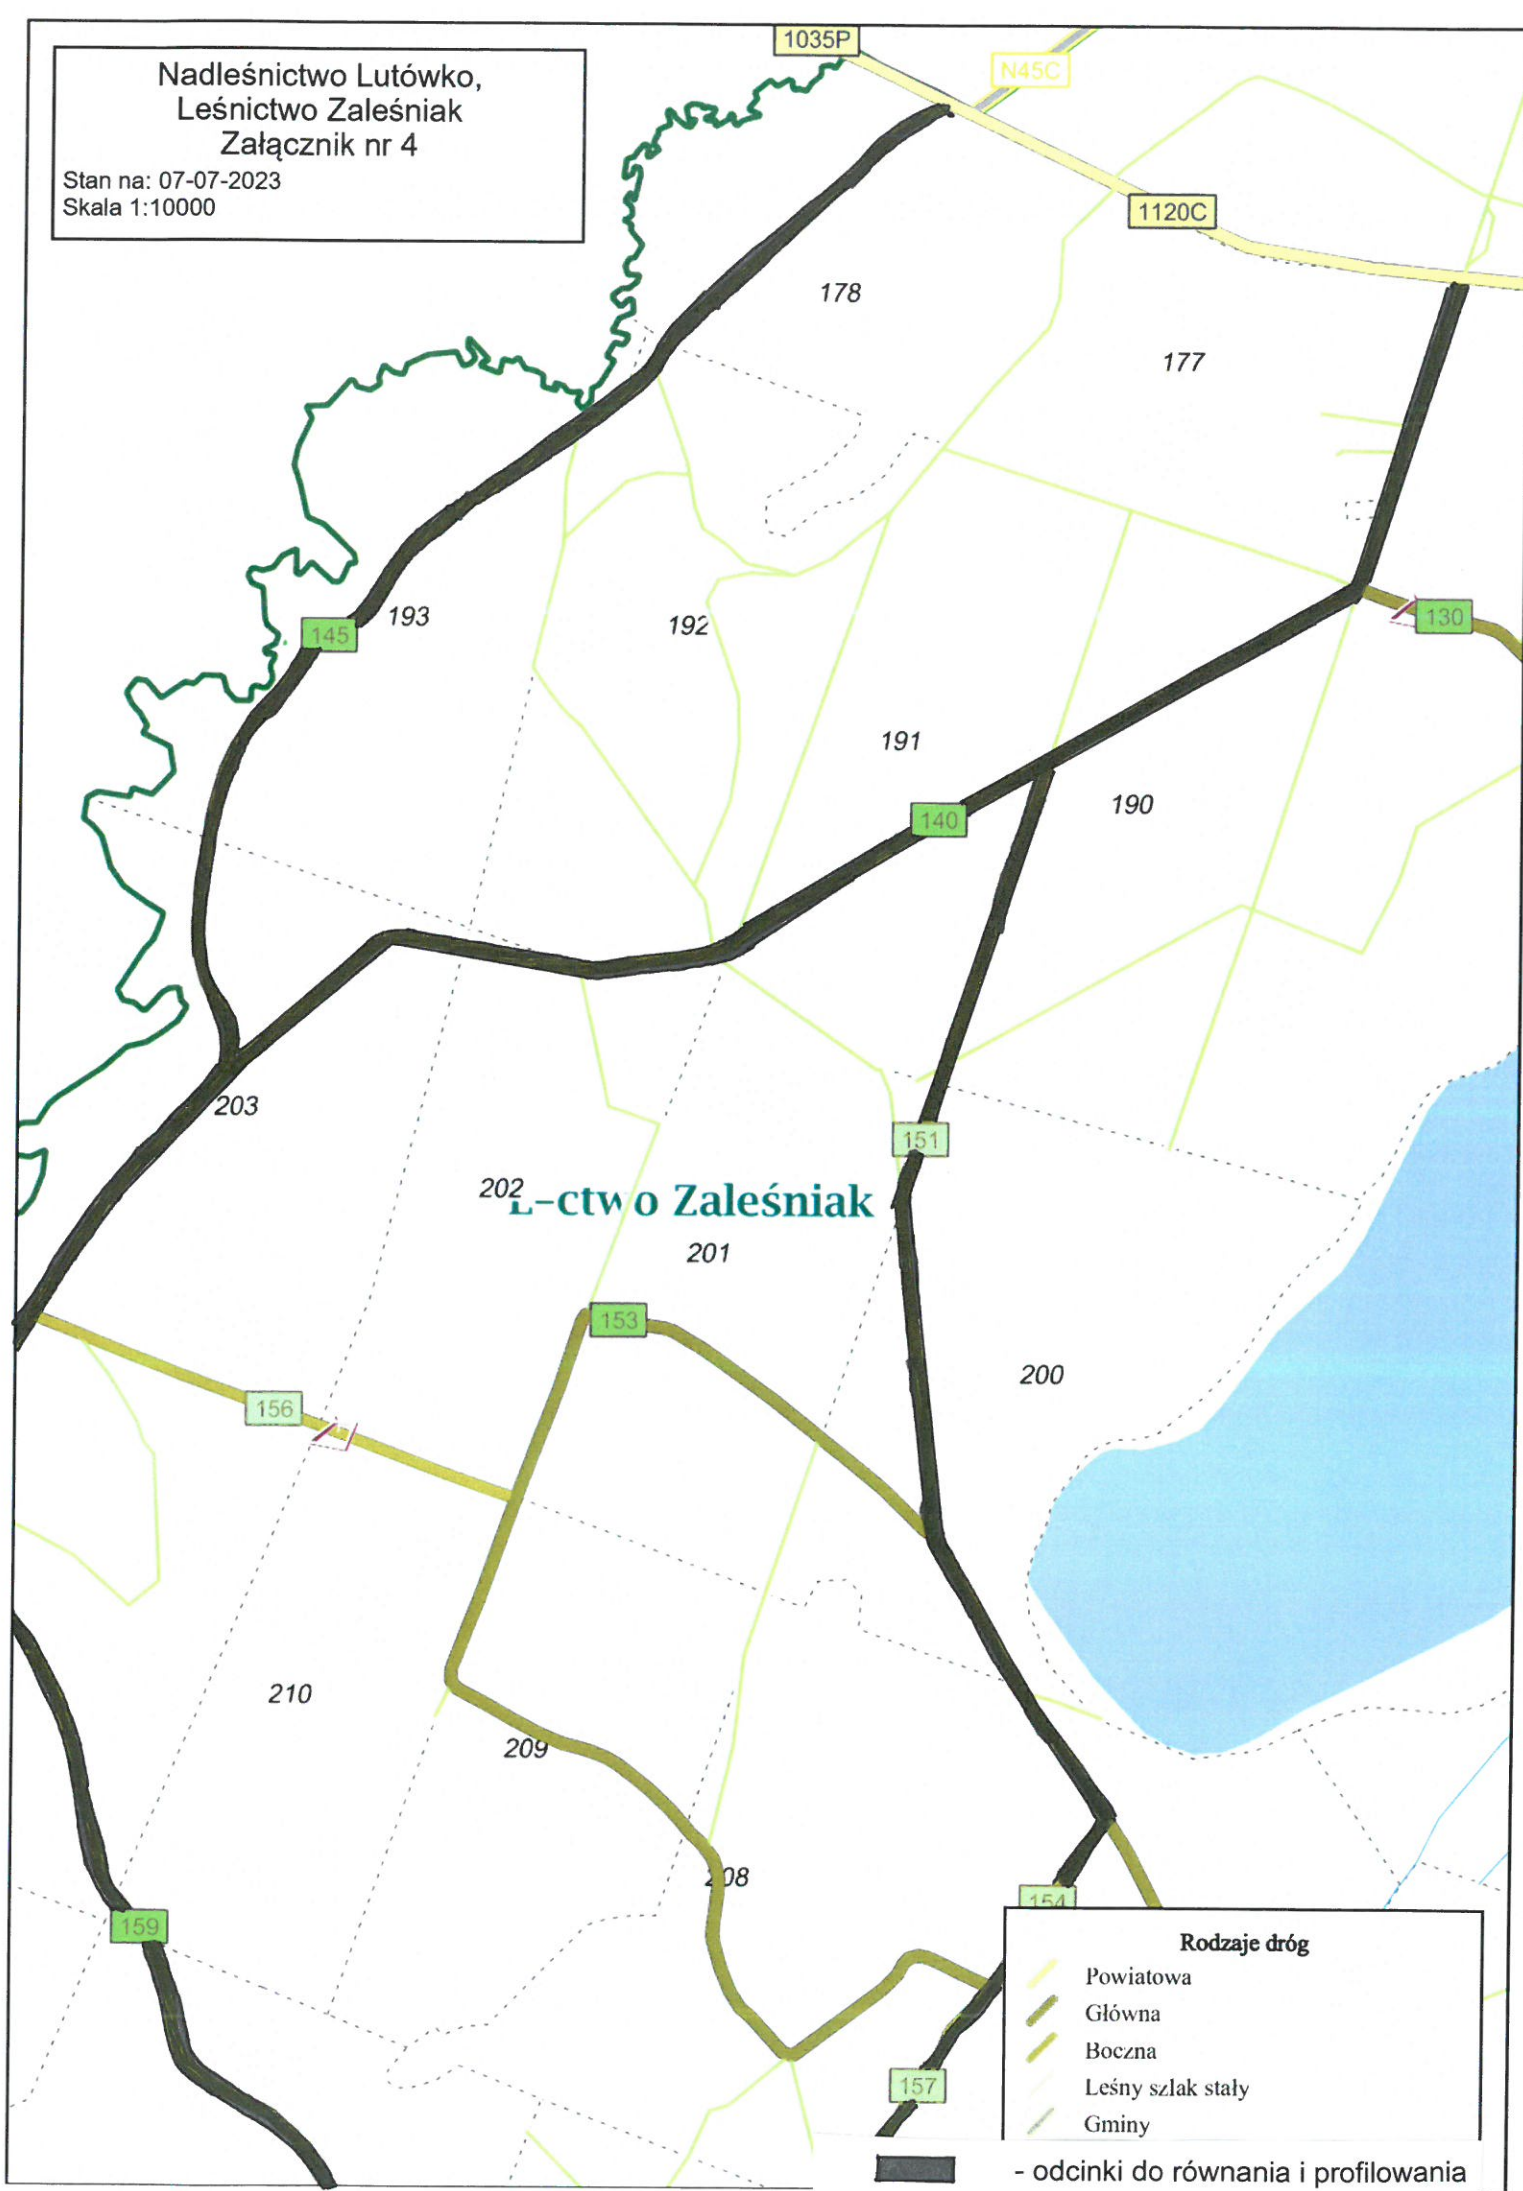 Nadleśnictwo Lutówko,
Leśnictwo Zaleśniak
Załącznik nr 4
Stan na: 07-07-2023
Skala 1:10000
1035P
N45C
1120C
178
177
193
145
192
130
191
140
190
203
151
202
L-ctwo Zaleśniak
201
153
200
156
210
209
208
154
159
157
Rodzaje dróg
Powiatowa
Główna
Boczna
Leśny szlak stały
Gminy
- odcinki do równania i profilowania